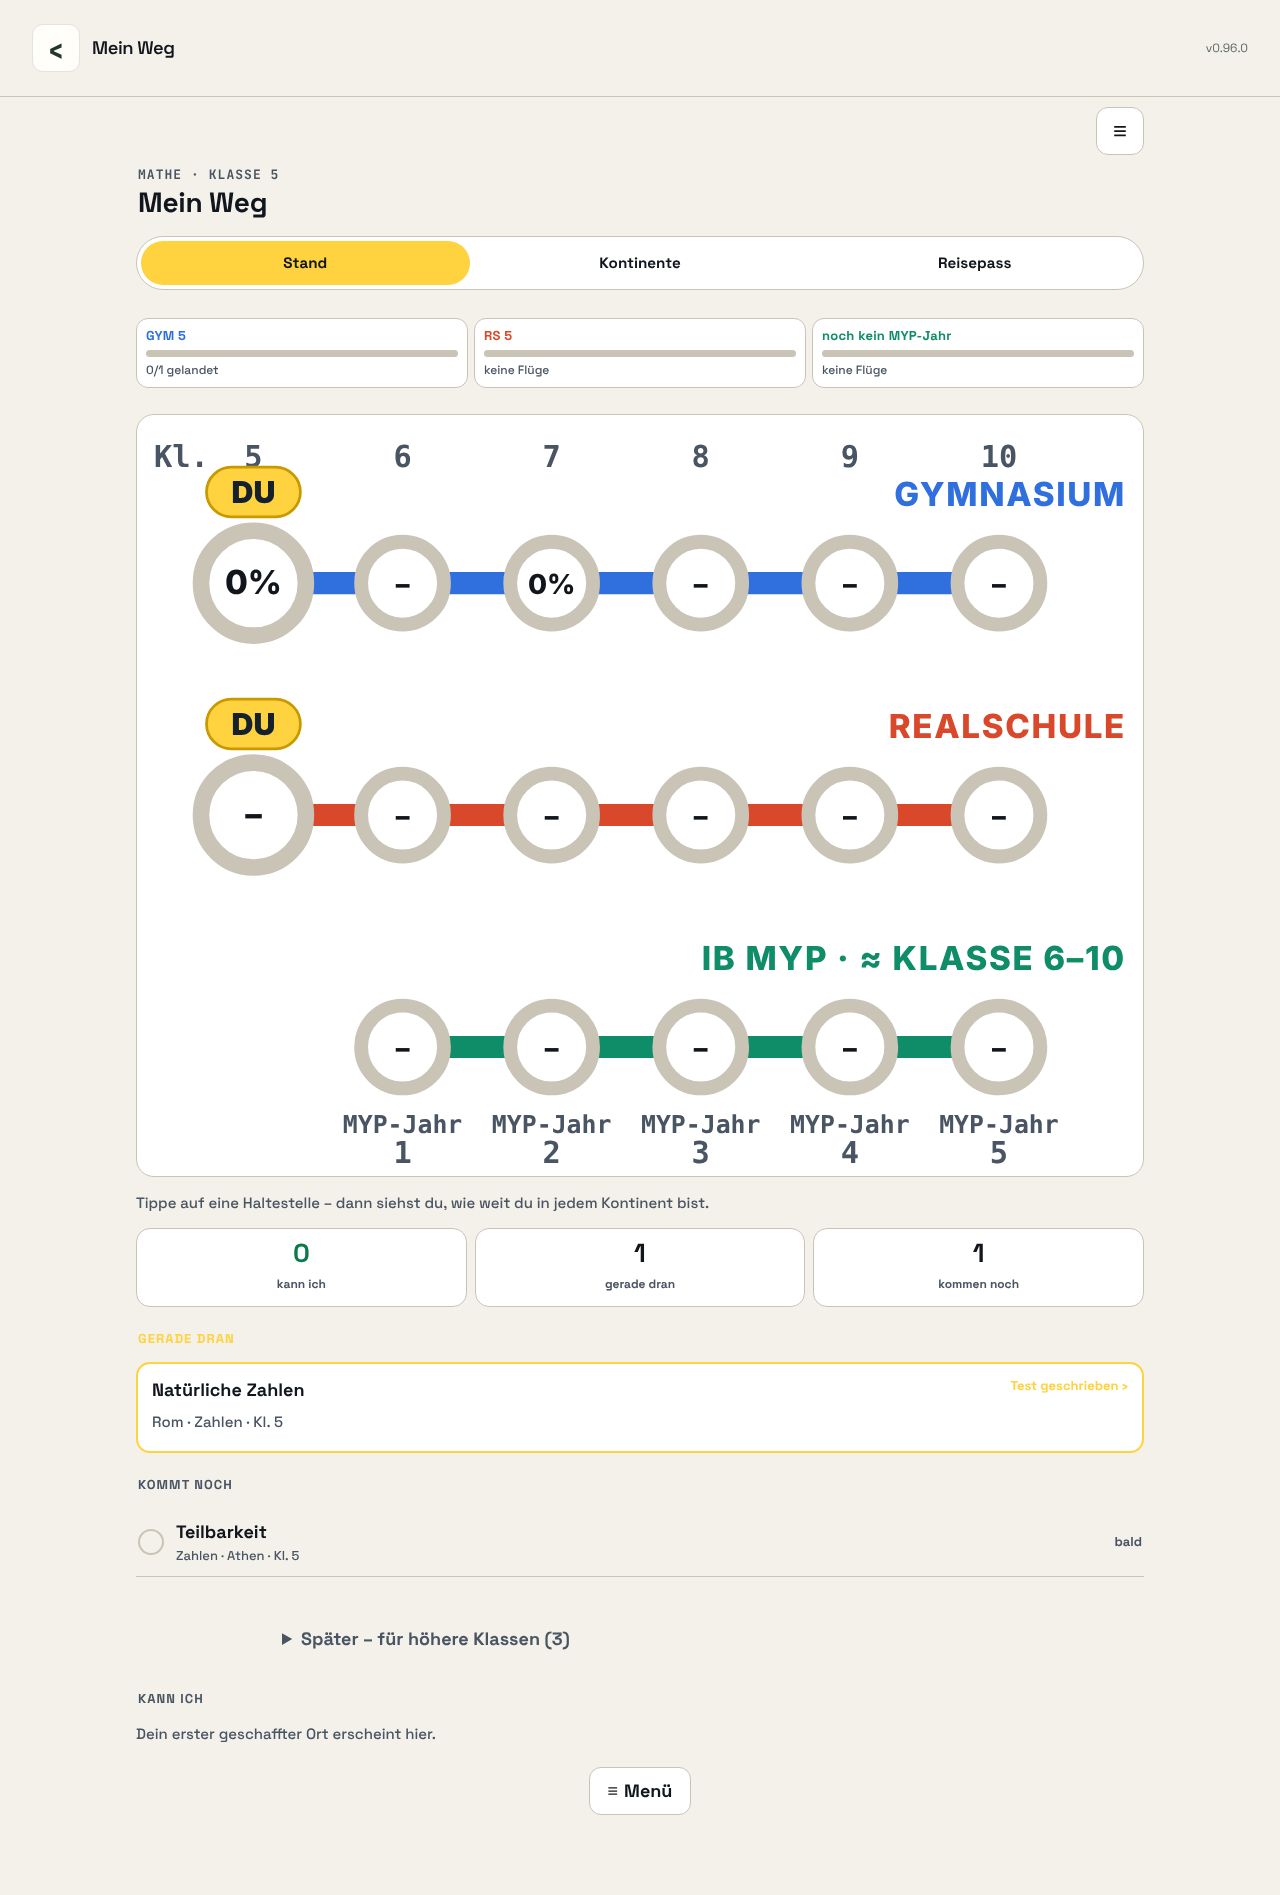 < Mein Weg
v0.96.0
≡
MATHE · KLASSE 5
Mein Weg
Stand Kontinente Reisepass
GYM 5
0/1 gelandet
RS 5
keine Flüge
noch kein MYP-Jahr
keine Flüge
Kl. 5 6 7 8 9 10
DU
GYMNASIUM
0% – 0% – – –
DU
REALSCHULE
– – – – – –
IB MYP · ≈ KLASSE 6–10
– – – – –
MYP-Jahr MYP-Jahr MYP-Jahr MYP-Jahr MYP-Jahr
1 2 3 4 5
Tippe auf eine Haltestelle – dann siehst du, wie weit du in jedem Kontinent bist.
0
kann ich
1
gerade dran
1
kommen noch
GERADE DRAN
Natürliche Zahlen
Test geschrieben >
Rom · Zahlen · Kl. 5
KOMMT NOCH
Teilbarkeit
Zahlen · Athen · Kl. 5
bald
▶ Später – für höhere Klassen (3)
KANN ICH
Dein erster geschaffter Ort erscheint hier.
≡ Menü